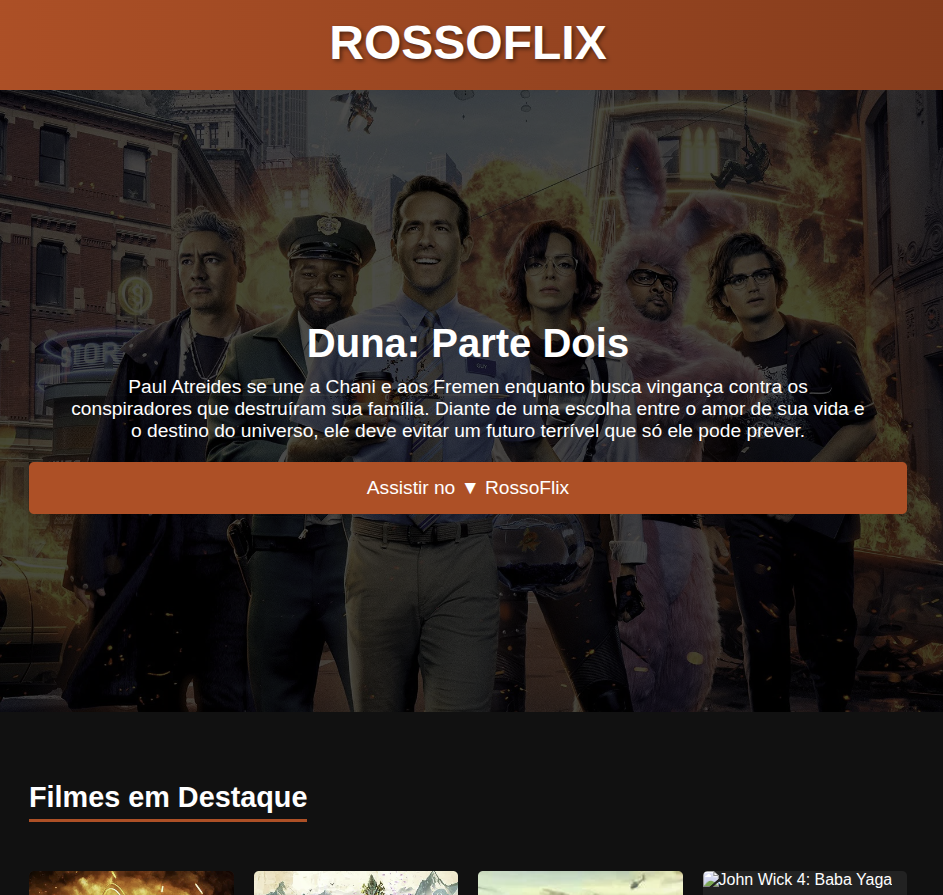 ROSSOFLIX
Duna: Parte Dois
Paul Atreides se une a Chani e aos Fremen enquanto busca vingança contra os
conspiradores que destruíram sua família. Diante de uma escolha entre o amor de sua vida e
o destino do universo, ele deve evitar um futuro terrível que só ele pode prever.
Assistir no ▼ RossoFlix
Filmes em Destaque
John Wick 4: Baba Yaga